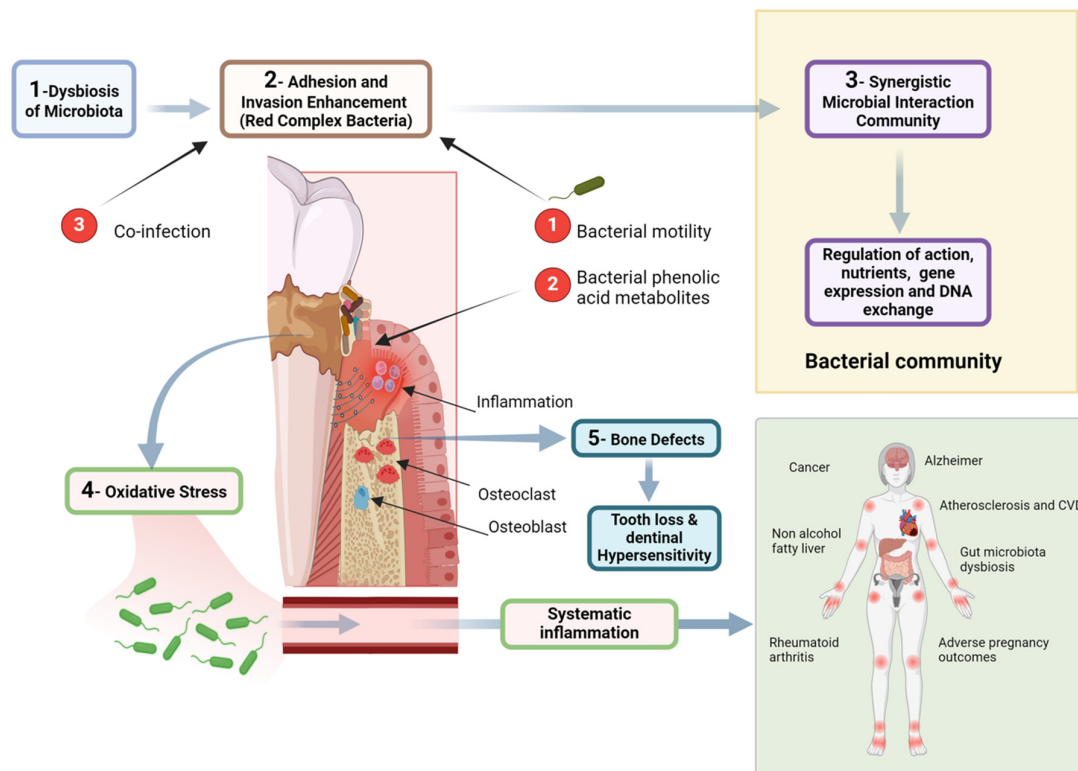 1-Dysbiosis
of Microbiota
2- Adhesion and
Invasion Enhancement
(Red Complex Bacteria)
3- Synergistic
Microbial Interaction
Community
3
Co-infection
1
Bacterial motility
2
Bacterial phenolic
acid metabolites
Regulation of action,
nutrients, gene
expression and DNA
exchange
Bacterial community
Inflammation
5- Bone Defects
Osteoclast
Osteoblast
Tooth loss &
dentinal
Hypersensitivity
4- Oxidative Stress
Systematic
inflammation
Cancer
Alzheimer
Atherosclerosis and CVD
Non alcohol
fatty liver
Gut microbiota
dysbiosis
Rheumatoid
arthritis
Adverse pregnancy
outcomes